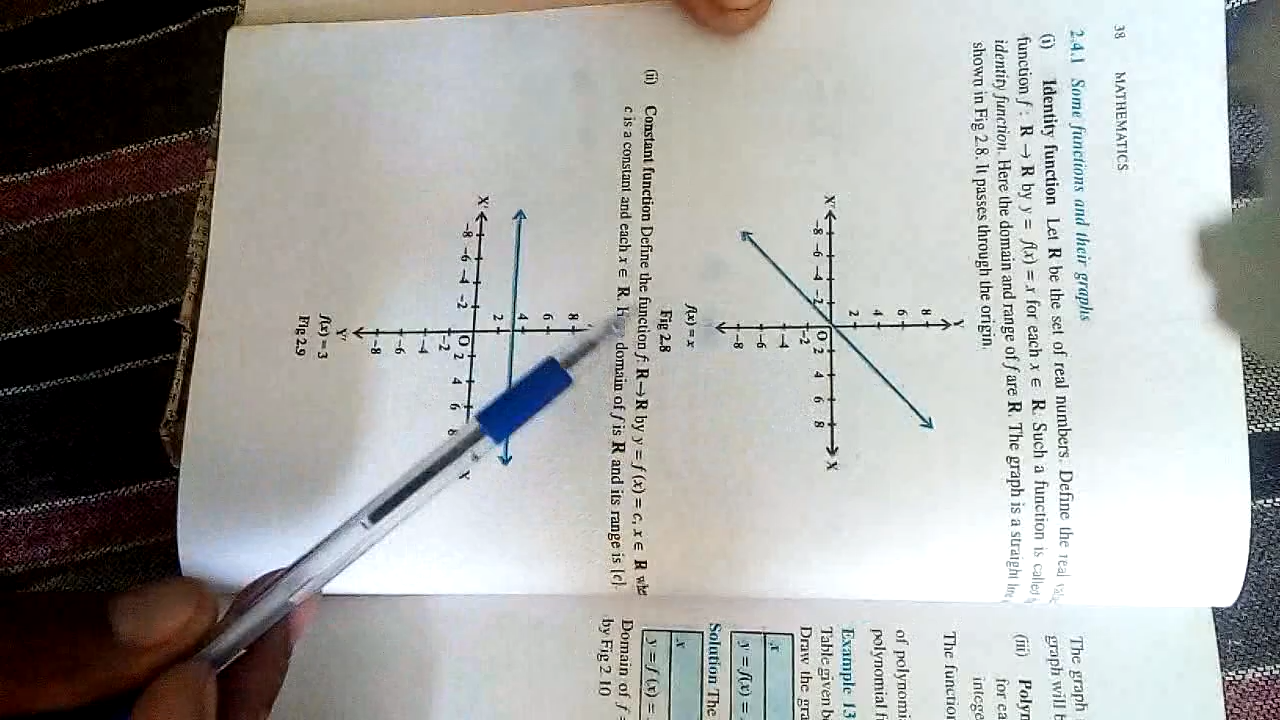 38 MATHEMATICS
2.4.1 Some functions and their graphs
(i) Identity function Let R be the set of real numbers. Define the real
function f : R → R by y = f(x) = x for each x ∈ R. Such a function is called
identity function. Here the domain and range of f are R. The graph is a straight line
shown in Fig 2.8. It passes through the origin.
Y
8
6
4
2
X' -8 -6 -4 -2 O 2 4 6 8 X
-2
-4
-6
-8
f(x) = x
Fig 2.8
(ii) Constant function Define the function f: R → R by y = f (x) = c, x ∈ R
c is a constant and each x ∈ R. domain of f is R and its range is {c}
8
6
4
2
X' -8 -6 -4 -2 O 2 4 6 8 X
-2
-4
-6
-8
Y'
f(x) = 3
Fig 2.9
The graph
graph will
(iii)
for
The function
of
polynomial
Example 13
Table given
Draw the
x
y = f(x) =
Solution The
x
y = f (x) =
Domain of f =
by Fig 2.10